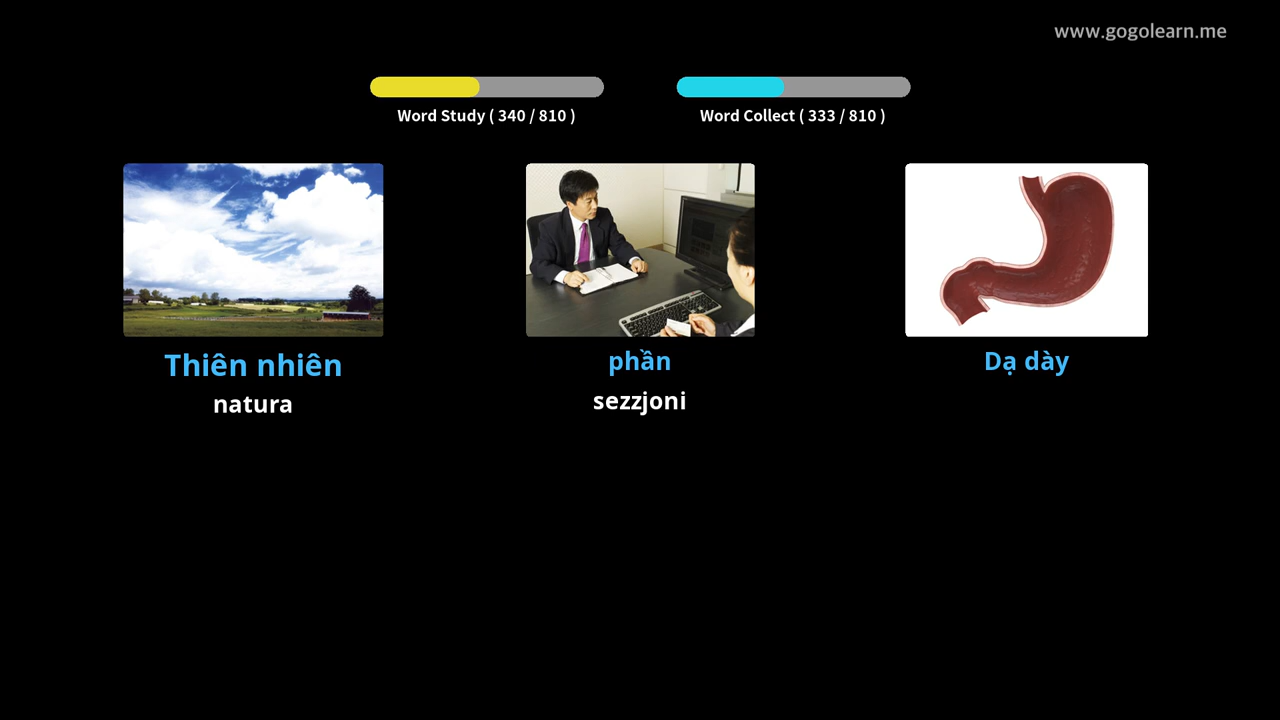 www.gogolearn.me
Word Study ( 340 / 810 )
Word Collect ( 333 / 810 )
Thiên nhiên
natura
phần
sezzjoni
Dạ dày